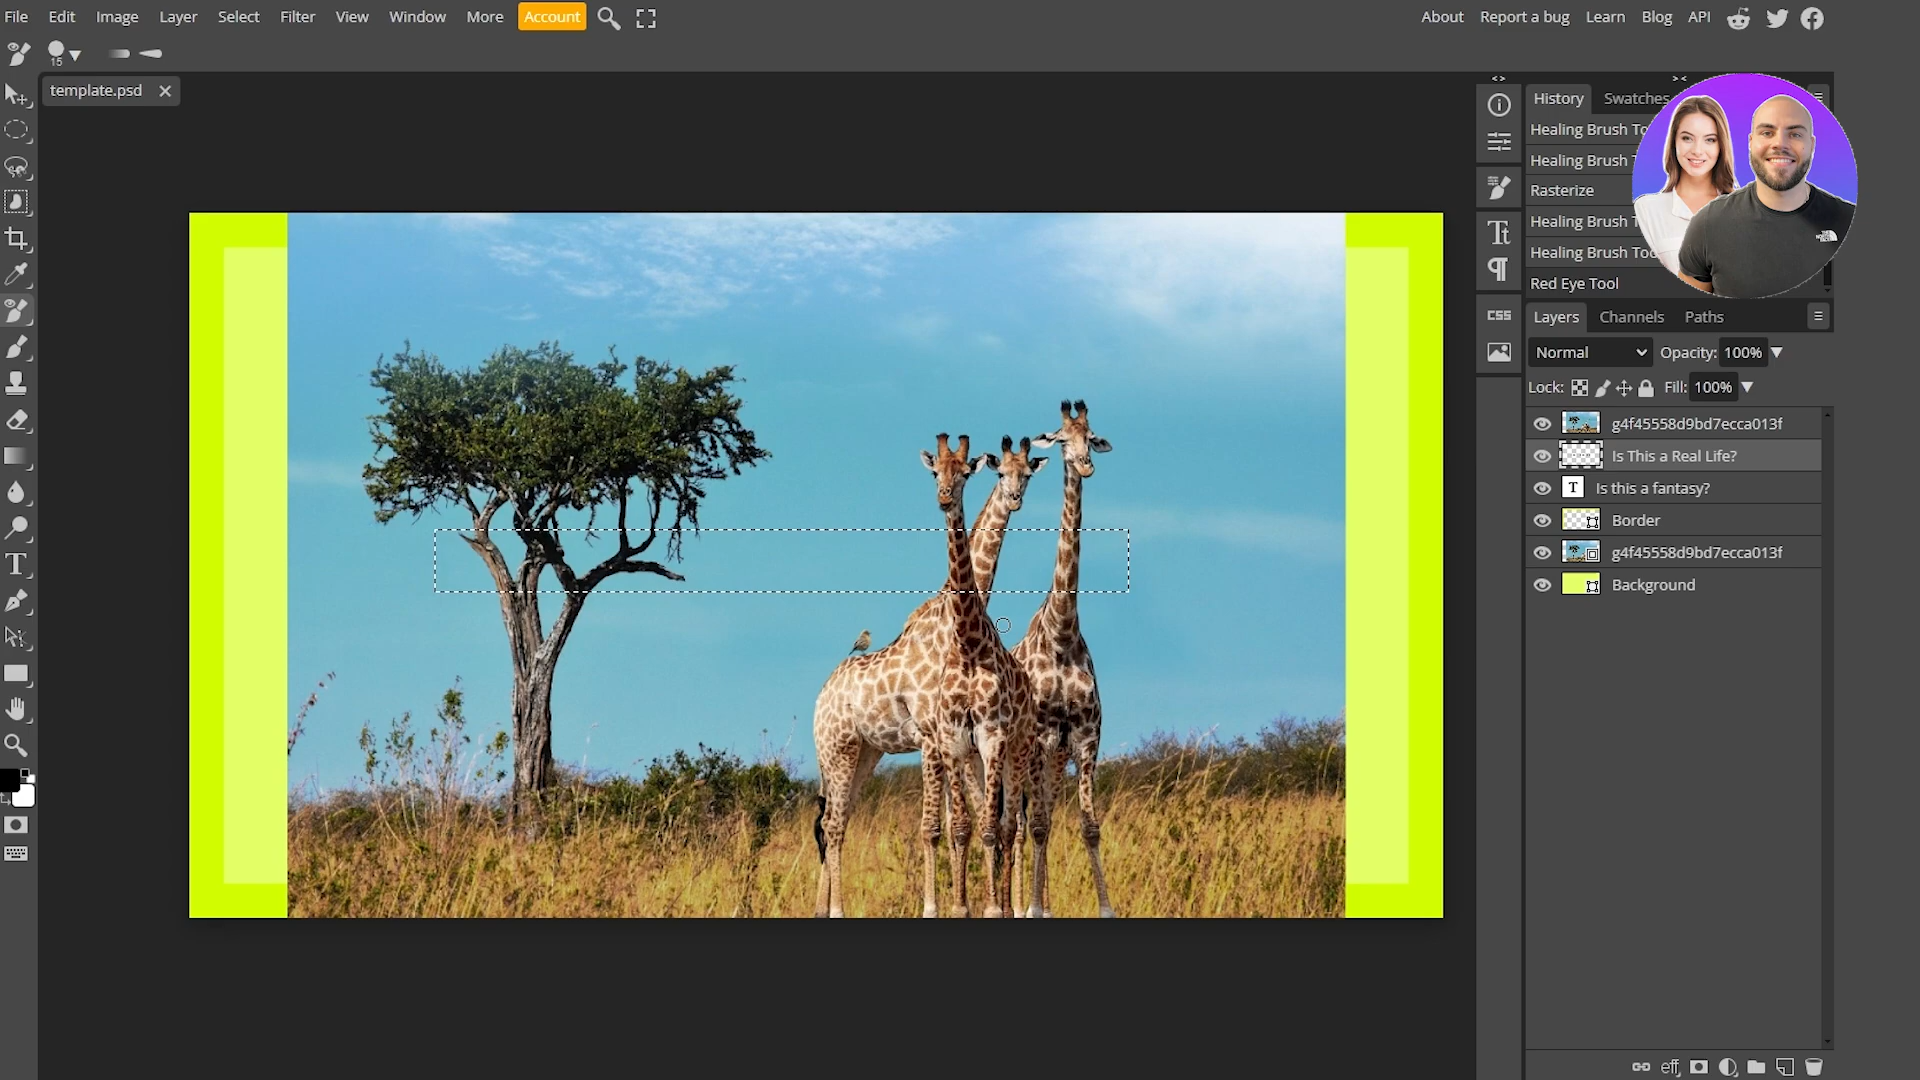 File Edit Image Layer Select Filter View Window More Account About Report a bug Learn Blog API
15
template.psd
History Swatches
Healing Brush To
Healing Brush T
Rasterize
Healing Brush T
Healing Brush Too
Red Eye Tool
Layers Channels Paths
Normal Opacity: 100%
Lock: Fill: 100%
g4f45558d9bd7ecca013f
Is This a Real Life?
T Is this a fantasy?
Border
g4f45558d9bd7ecca013f
Background
CSS
eff